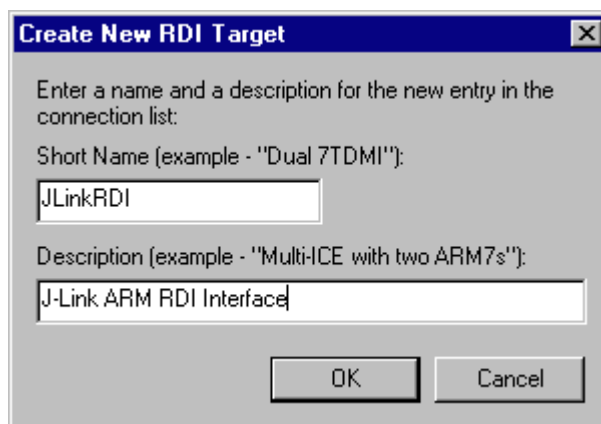 Create New RDI Target
Enter a name and a description for the new entry in the
connection list:
Short Name (example - "Dual 7TDMI"):
JLinkRDI
Description (example - "Multi-ICE with two ARM7s"):
J-Link ARM RDI Interface
OK
Cancel